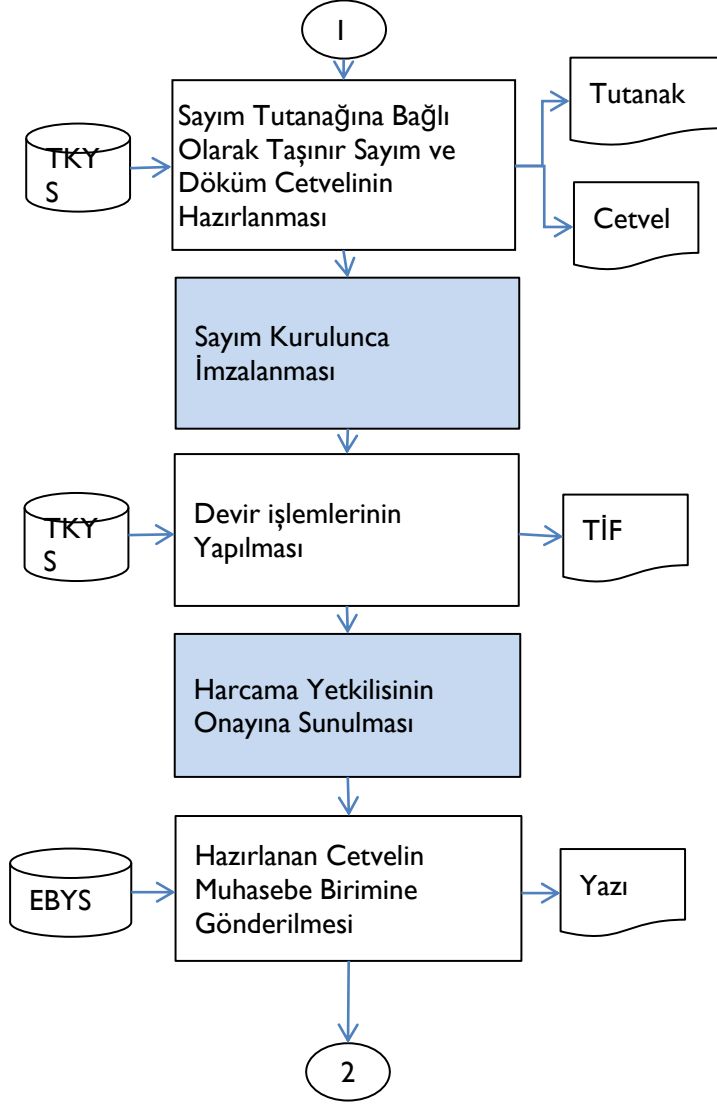 1
Sayım Tutanağına Bağlı
Olarak Taşınır Sayım ve
Döküm Cetvelinin
Hazırlanması
TKY
S
Tutanak
Cetvel
Sayım Kurulunca
İmzalanması
TKY
S
Devir işlemlerinin
Yapılması
TİF
Harcama Yetkilisinin
Onayına Sunulması
EBYS
Hazırlanan Cetvelin
Muhasebe Birimine
Gönderilmesi
Yazı
2